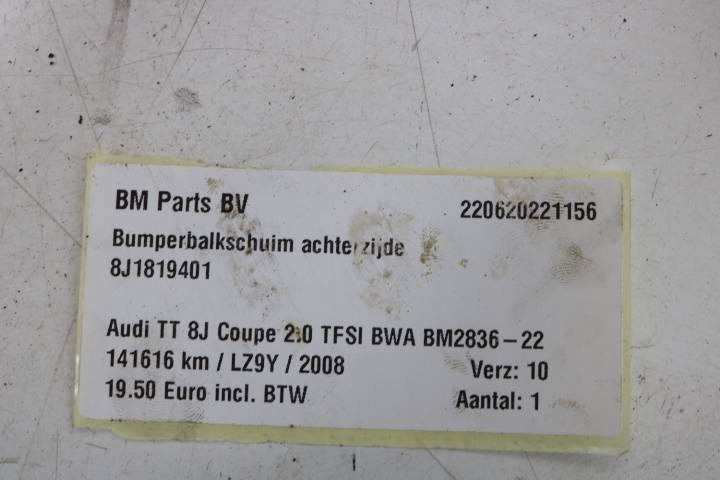 BM Parts BV 220620221156
Bumperbalkschuim achterzijde
8J1819401
Audi TT 8J Coupe 2.0 TFSI BWA BM2836-22
141616 km / LZ9Y / 2008 Verz: 10
19.50 Euro incl. BTW Aantal: 1